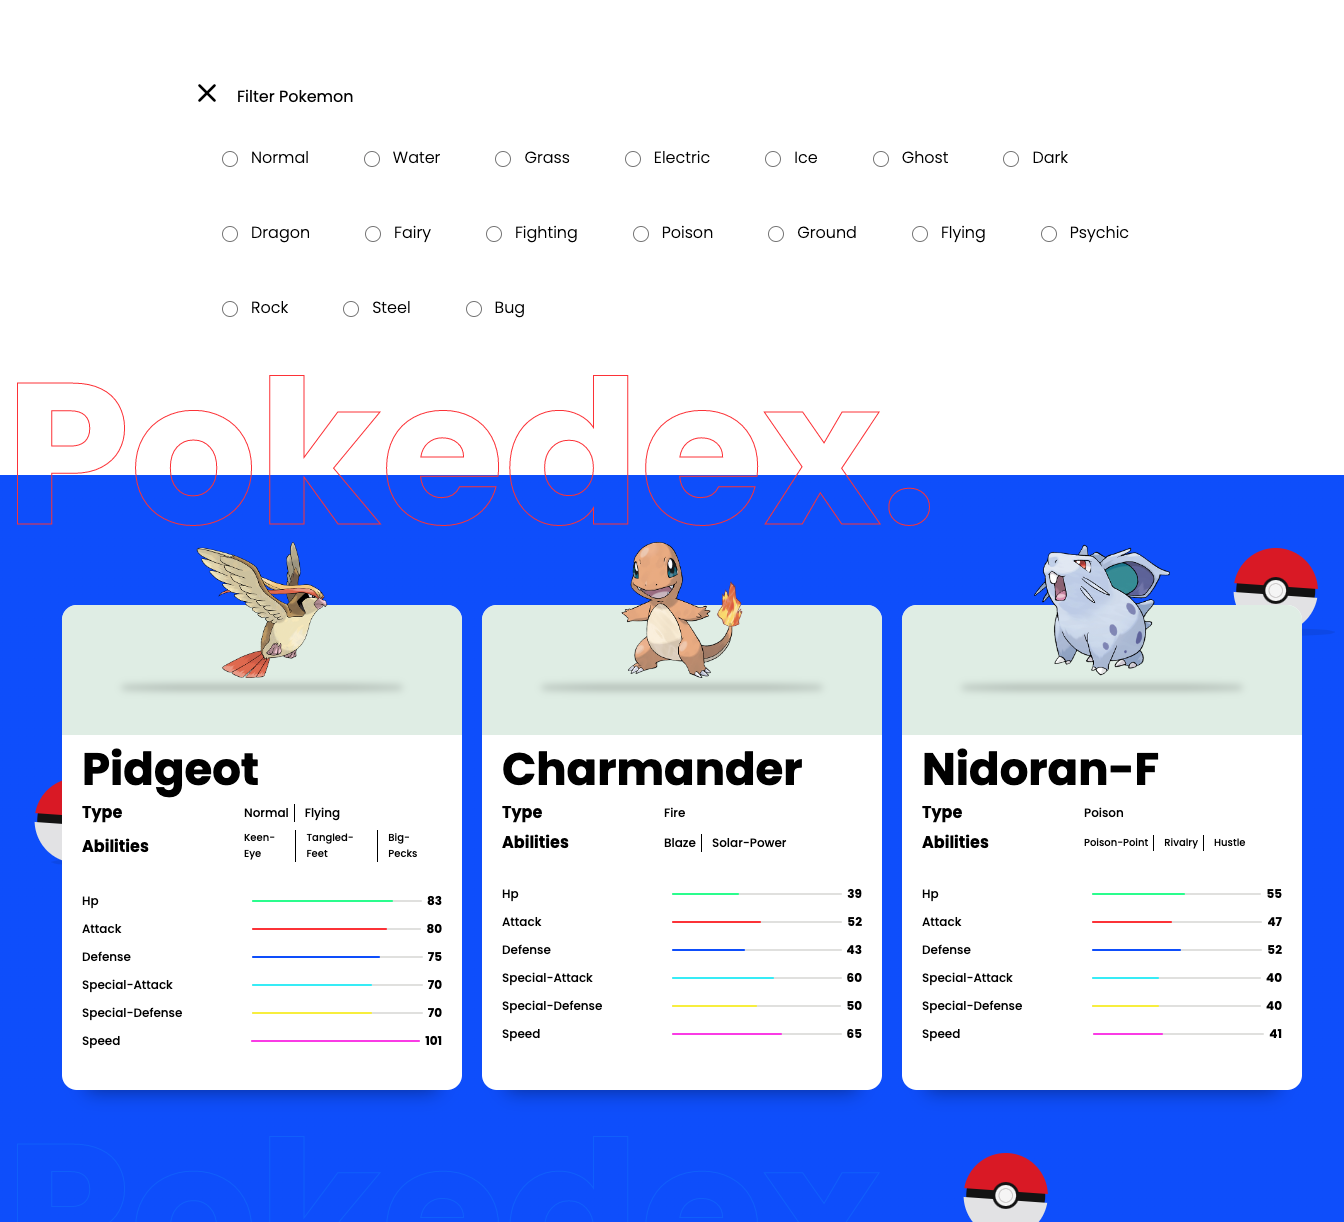 Filter Pokemon
Normal Water Grass Electric Ice Ghost Dark
Dragon Fairy Fighting Poison Ground Flying Psychic
Rock Steel Bug
Pokedex.
Pidgeot
Type Normal Flying
Abilities Keen-Eye Tangled-Feet Big-Pecks
Hp 83
Attack 80
Defense 75
Special-Attack 70
Special-Defense 70
Speed 101
Charmander
Type Fire
Abilities Blaze Solar-Power
Hp 39
Attack 52
Defense 43
Special-Attack 60
Special-Defense 50
Speed 65
Nidoran-F
Type Poison
Abilities Poison-Point Rivalry Hustle
Hp 55
Attack 47
Defense 52
Special-Attack 40
Special-Defense 40
Speed 41
Pokedex